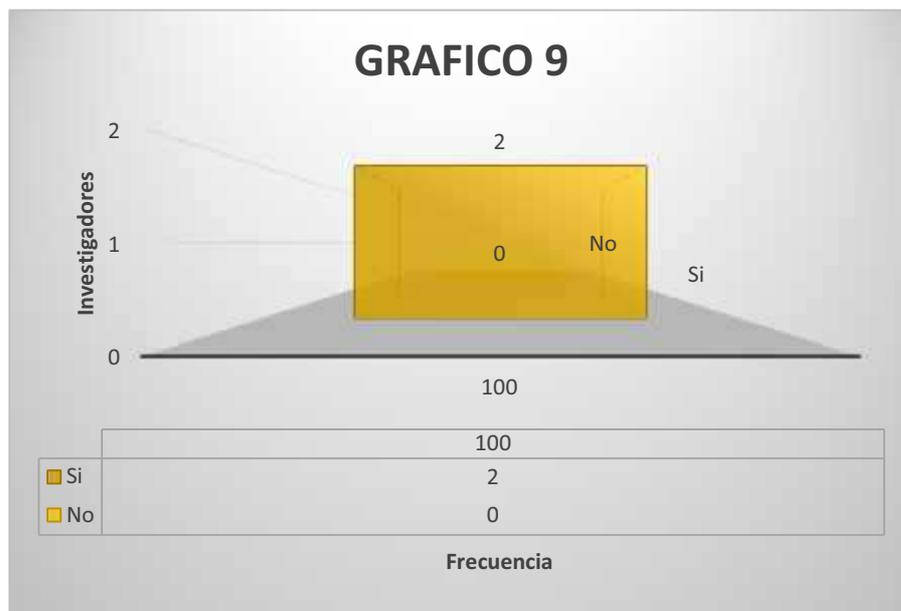 GRAFICO 9
2
1
0
Investigadores
2
0
No
Si
100
100
Si 2
No 0
Frecuencia